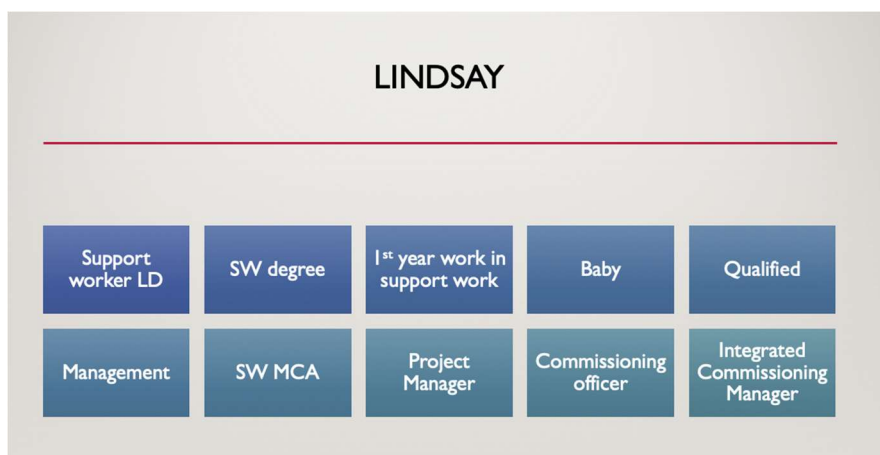 LINDSAY
Support
worker LD
SW degree
1st year work in
support work
Baby
Qualified
Management
SW MCA
Project
Manager
Commissioning
officer
Integrated
Commissioning
Manager